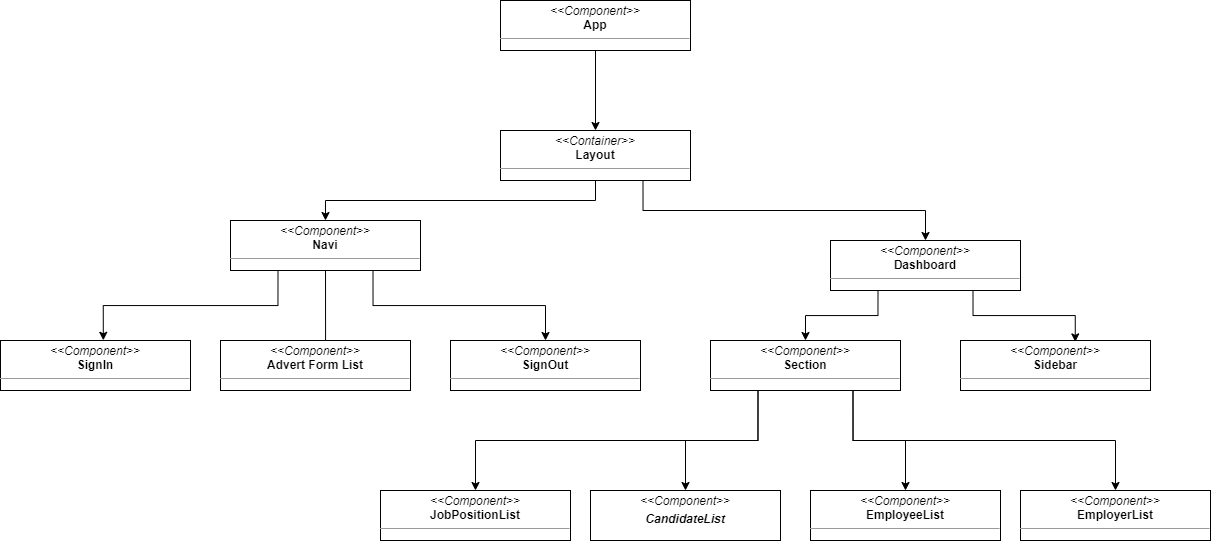 <<Component>>
App
<<Container>>
Layout
<<Component>>
Navi
<<Component>>
Dashboard
<<Component>>
SignIn
<<Component>>
Advert Form List
<<Component>>
SignOut
<<Component>>
Section
<<Component>>
Sidebar
<<Component>>
JobPositionList
<<Component>>
CandidateList
<<Component>>
EmployeeList
<<Component>>
EmployerList